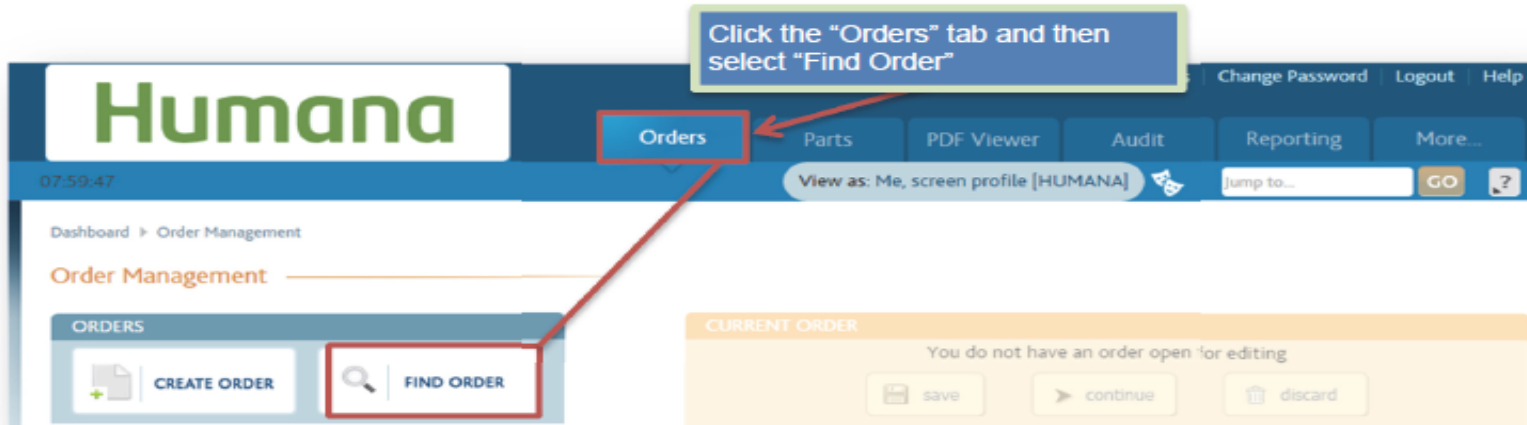 Click the “Orders” tab and then
select “Find Order”
Change Password Logout Help
Humana
Orders Parts PDF Viewer Audit Reporting More...
07:59:47 View as: Me, screen profile [HUMANA] Jump to... GO ?
Dashboard Order Management
Order Management
ORDERS CURRENT ORDER
You do not have an order open for editing
CREATE ORDER FIND ORDER save continue discard